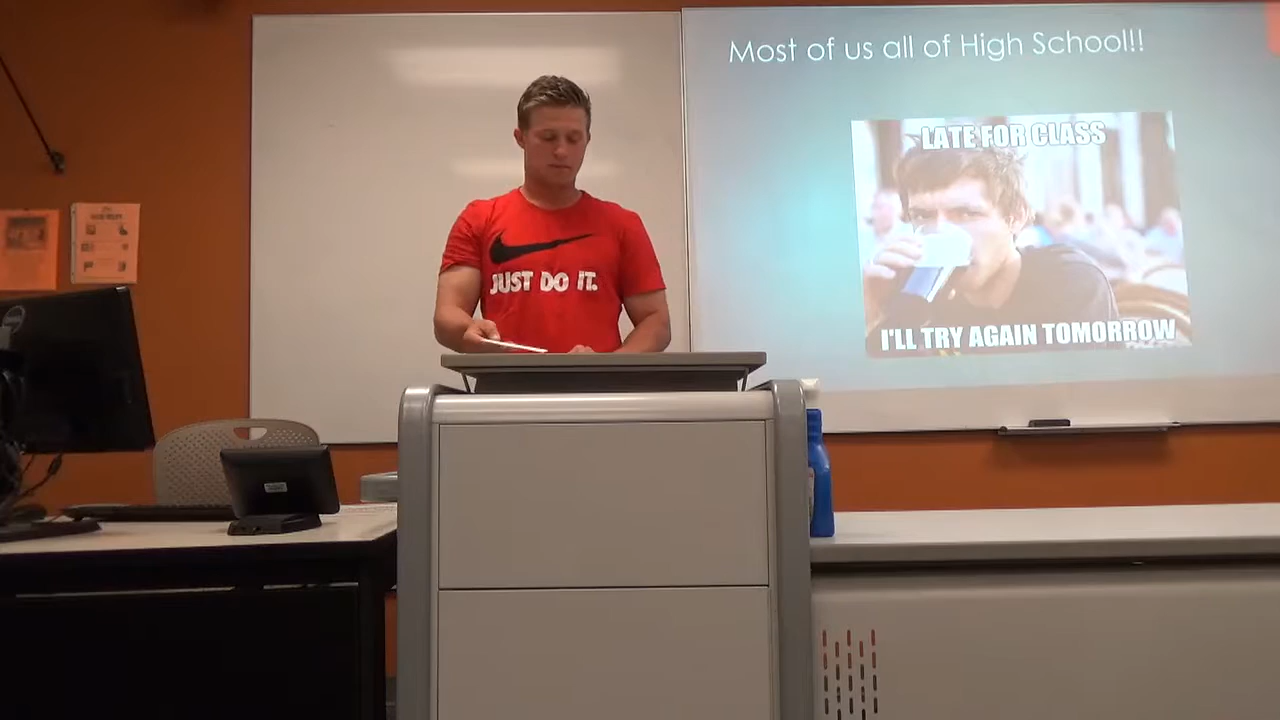 Most of us all of High School!!
LATE FOR CLASS
I'LL TRY AGAIN TOMORROW
JUST DO IT.